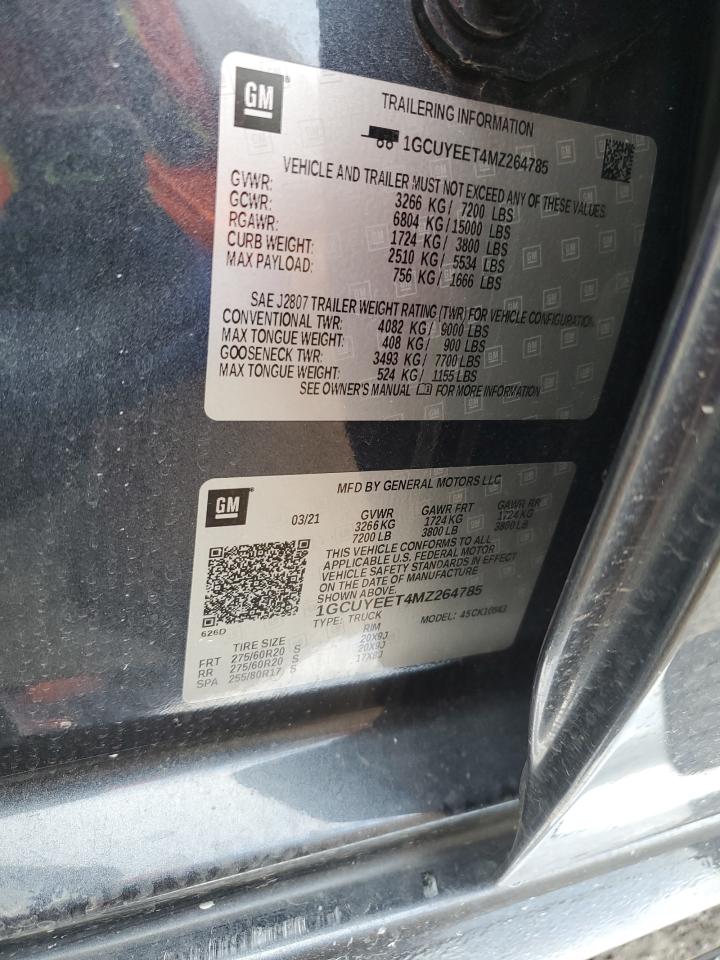 GM
TRAILERING INFORMATION
1GCUYEET4MZ264785
VEHICLE AND TRAILER MUST NOT EXCEED ANY OF THESE VALUES
GVWR: 3266 KG/ 7200 LBS
GCWR: 6804 KG/ 15000 LBS
RGAWR: 1724 KG/ 3800 LBS
CURB WEIGHT: 2510 KG/ 5534 LBS
MAX PAYLOAD: 756 KG/ 1666 LBS
SAE J2807 TRAILER WEIGHT RATING (TWR) FOR VEHICLE CONFIGURATION
CONVENTIONAL TWR: 4082 KG/ 9000 LBS
MAX TONGUE WEIGHT: 408 KG/ 900 LBS
GOOSENECK TWR: 3493 KG/ 7700 LBS
MAX TONGUE WEIGHT: 524 KG/ 1155 LBS
SEE OWNER'S MANUAL FOR MORE INFORMATION
GM
MFD BY GENERAL MOTORS LLC
03/21 GVWR GAWR FRT GAWR RR
3266 KG 1724 KG 1724 KG
7200 LB 3800 LB 3800 LB
THIS VEHICLE CONFORMS TO ALL
APPLICABLE U.S. FEDERAL MOTOR
VEHICLE SAFETY STANDARDS IN EFFECT
ON THE DATE OF MANUFACTURE
SHOWN ABOVE.
1GCUYEET4MZ264785
626D TYPE: TRUCK MODEL: 45CK10843
TIRE SIZE RIM
FRT 275/60R20 S 20X9J
RR 275/60R20 S 20X9J
SPA 255/80R17 S 17X8J